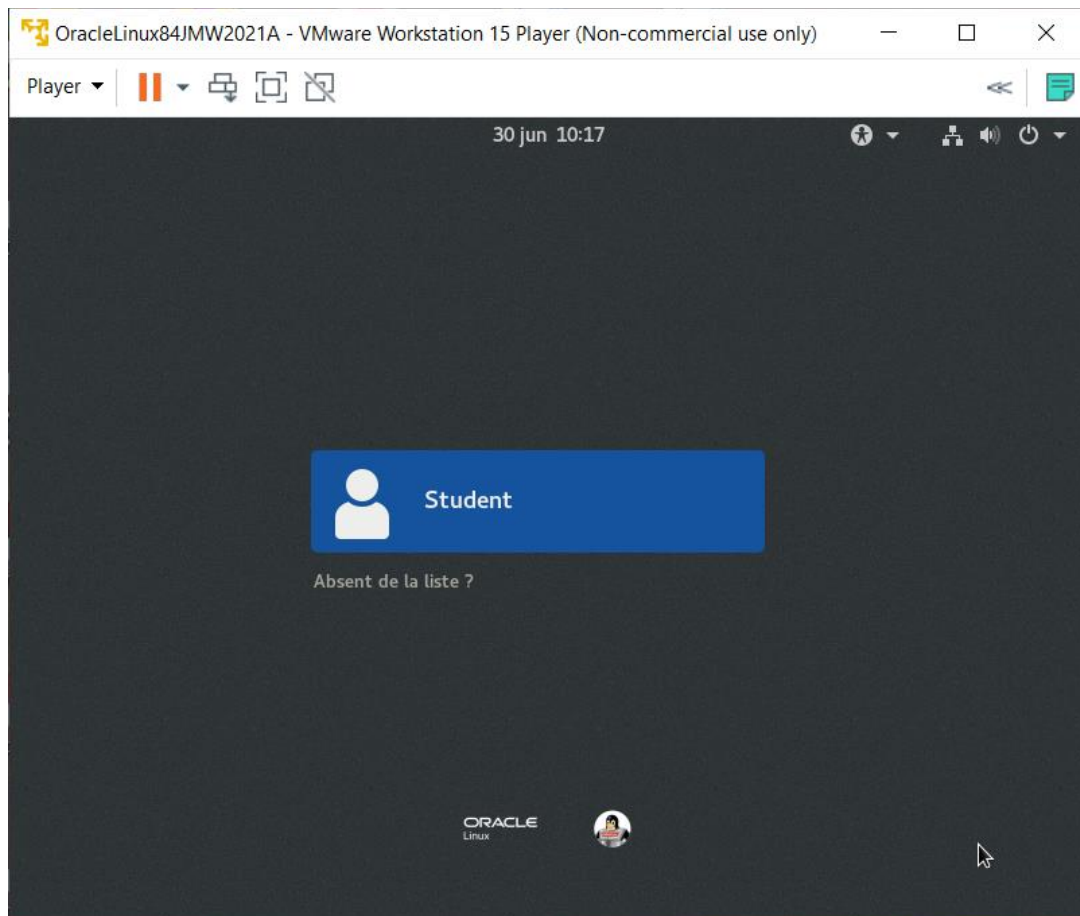 OracleLinux84JMW2021A - VMware Workstation 15 Player (Non-commercial use only)
Player
30 jun 10:17
Student
Absent de la liste ?
ORACLE
Linux